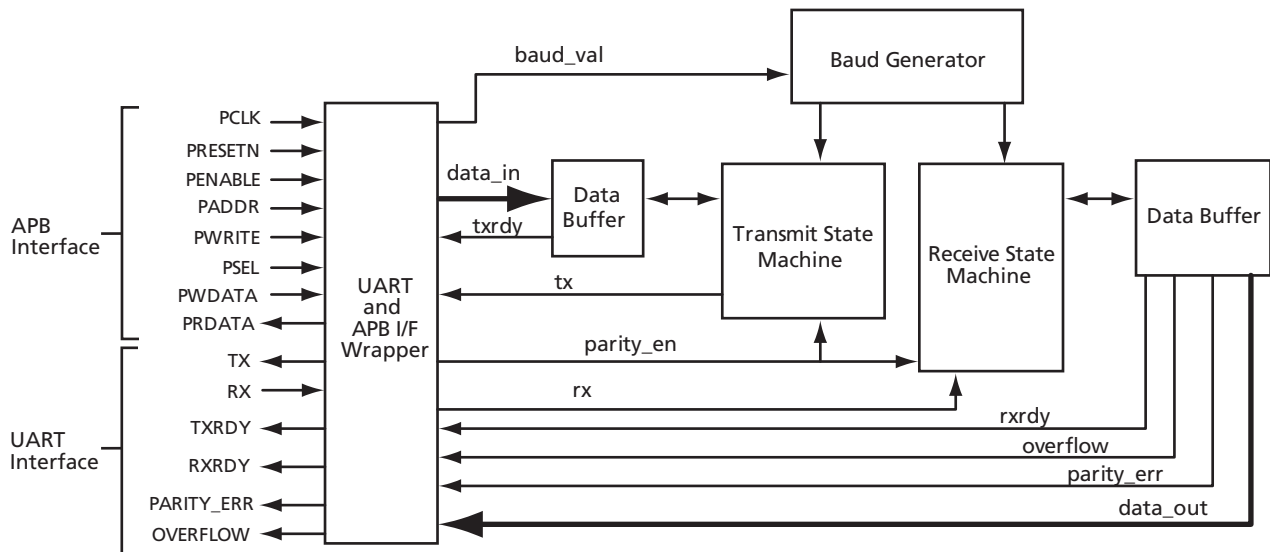 baud_val
Baud Generator
APB
Interface
PCLK
PRESETN
PENABLE
PADDR
PWRITE
PSEL
PWDATA
PRDATA
UART
Interface
TX
RX
TXRDY
RXRDY
PARITY_ERR
OVERFLOW
UART
and
APB I/F
Wrapper
data_in
txrdy
Data
Buffer
tx
Transmit State
Machine
Receive State
Machine
Data Buffer
parity_en
rx
rxrdy
overflow
parity_err
data_out